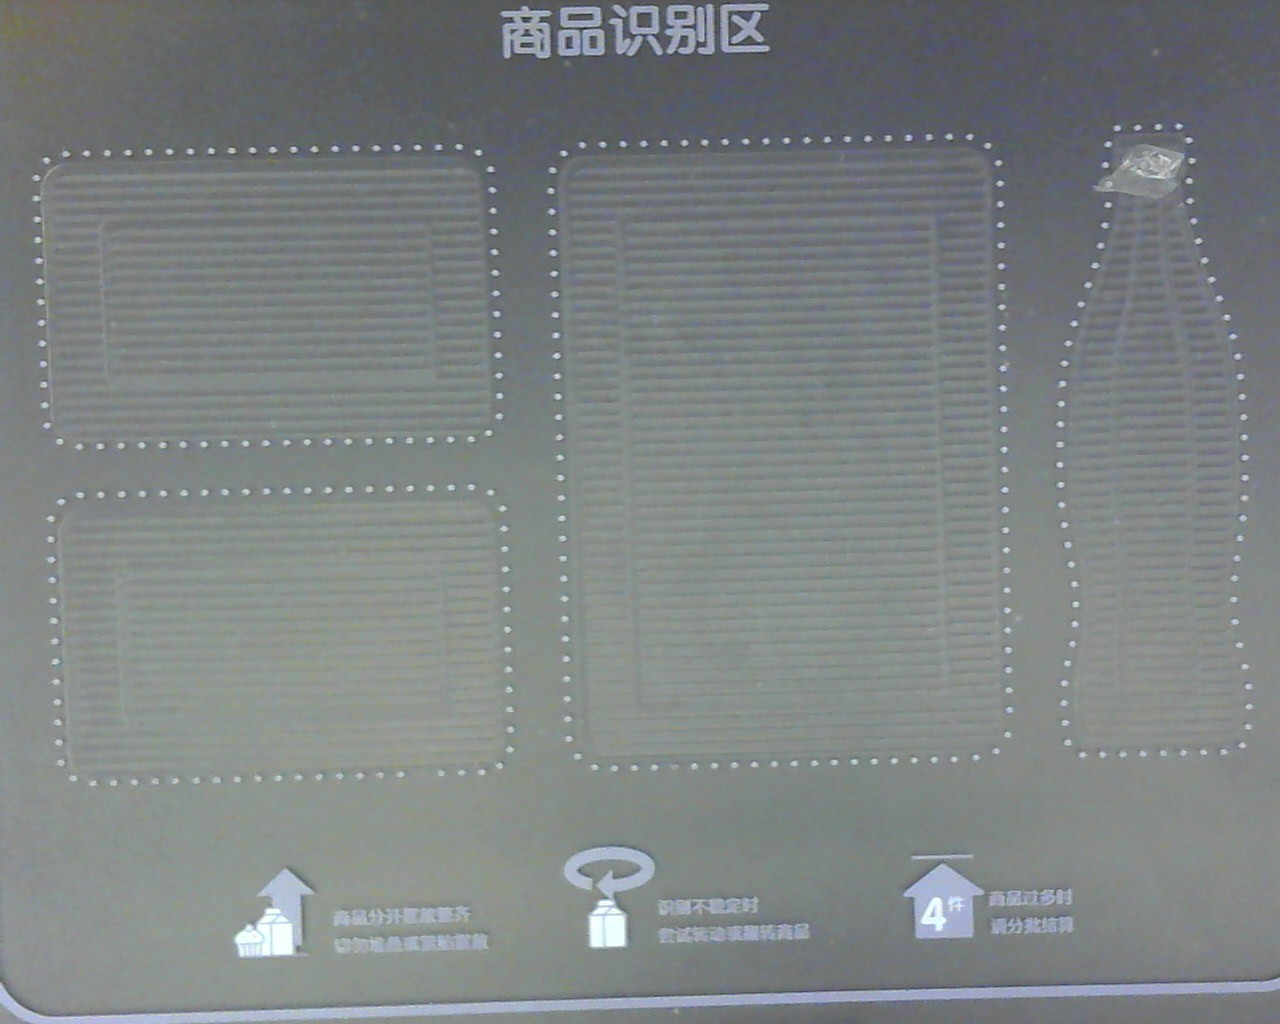 商品识别区
商品分开摆放整齐
切勿堆叠或紧贴摆放
识别不稳定时
尝试转动或翻转商品
4件
商品过多时
请分批结算